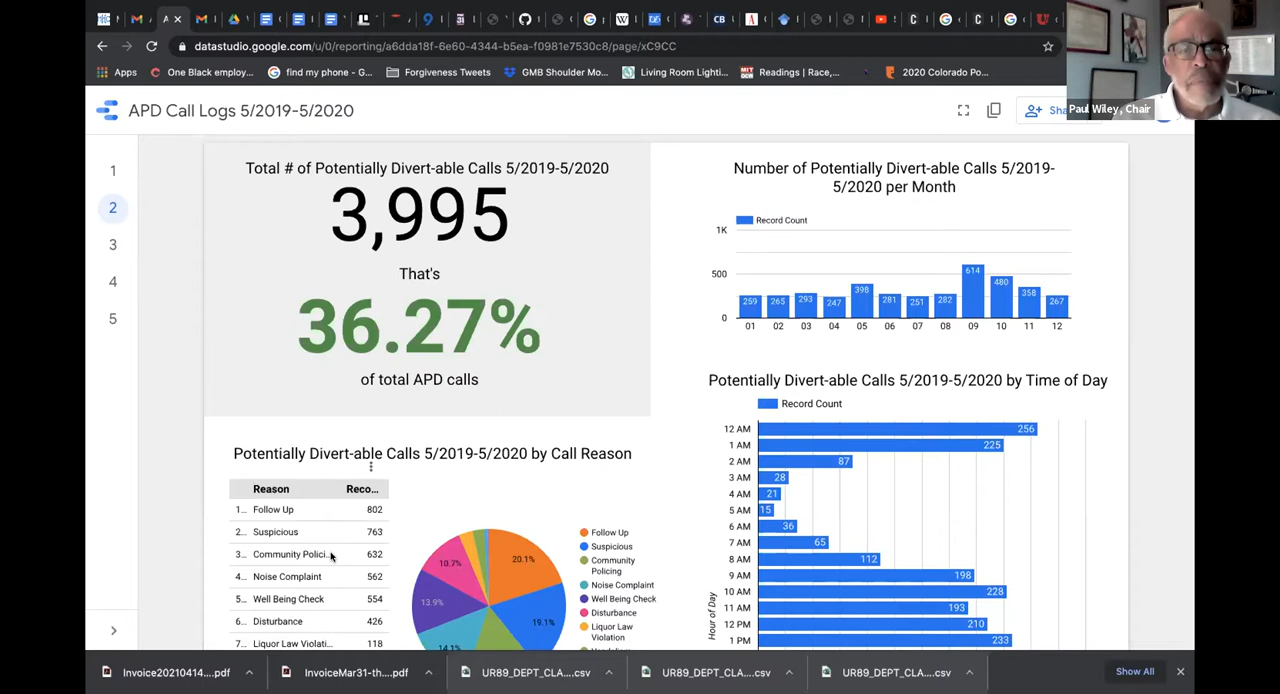 datastudio.google.com/u/0/reporting/a6dda18f-6e60-4344-b5ea-f0981e7530c8/page/xC9CC
Apps
One Black employ...
find my phone - G...
Forgiveness Tweets
GMB Shoulder Mo...
Living Room Lighti...
Readings | Race,...
2020 Colorado Po...
Paul Wiley, Chair
APD Call Logs 5/2019-5/2020
1
2
3
4
5
Total # of Potentially Divert-able Calls 5/2019-5/2020
3,995
That's
36.27%
of total APD calls
Number of Potentially Divert-able Calls 5/2019-
5/2020 per Month
Record Count
1K
500
0
259 265 293 247 398 281 251 282 614 480 358 267
01 02 03 04 05 06 07 08 09 10 11 12
Potentially Divert-able Calls 5/2019-5/2020 by Call Reason
Reason Reco...
1... Follow Up 802
2... Suspicious 763
3... Community Polici... 632
4... Noise Complaint 562
5... Well Being Check 554
6... Disturbance 426
7... Liquor Law Violati... 118
20.1%
19.1%
14.1%
13.9%
10.7%
Follow Up
Suspicious
Community
Policing
Noise Complaint
Well Being Check
Disturbance
Liquor Law
Violation
Potentially Divert-able Calls 5/2019-5/2020 by Time of Day
Record Count
Hour of Day
12 AM 256
1 AM 225
2 AM 87
3 AM 28
4 AM 21
5 AM 15
6 AM 36
7 AM 65
8 AM 112
9 AM 198
10 AM 228
11 AM 193
12 PM 210
1 PM 233
Invoice20210414....pdf
InvoiceMar31-th....pdf
UR89_DEPT_CLA....csv
UR89_DEPT_CLA....csv
UR89_DEPT_CLA....csv
Show All